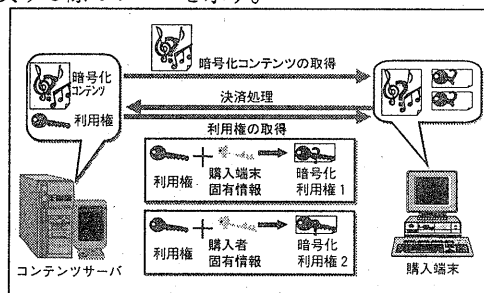 を示す。
暗号化コンテンツの取得
暗号化
コンテンツ
決済処理
利用権
利用権の取得
利用権
購入端末
固有情報
暗号化
利用権1
利用権
購入者
固有情報
暗号化
利用権2
コンテンツサーバ
購入端末